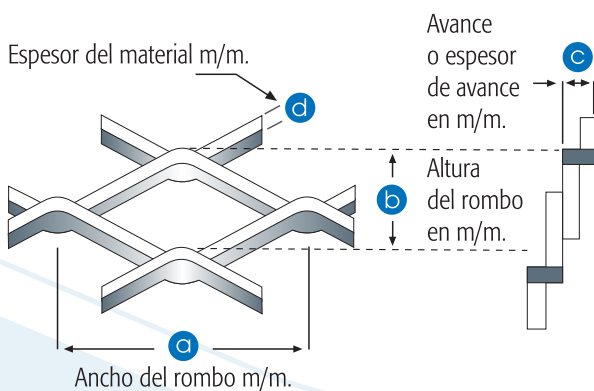 Espesor del material m/m.
d
Avance
o espesor
de avance
en m/m.
c
Altura
del rombo
en m/m.
b
a
Ancho del rombo m/m.